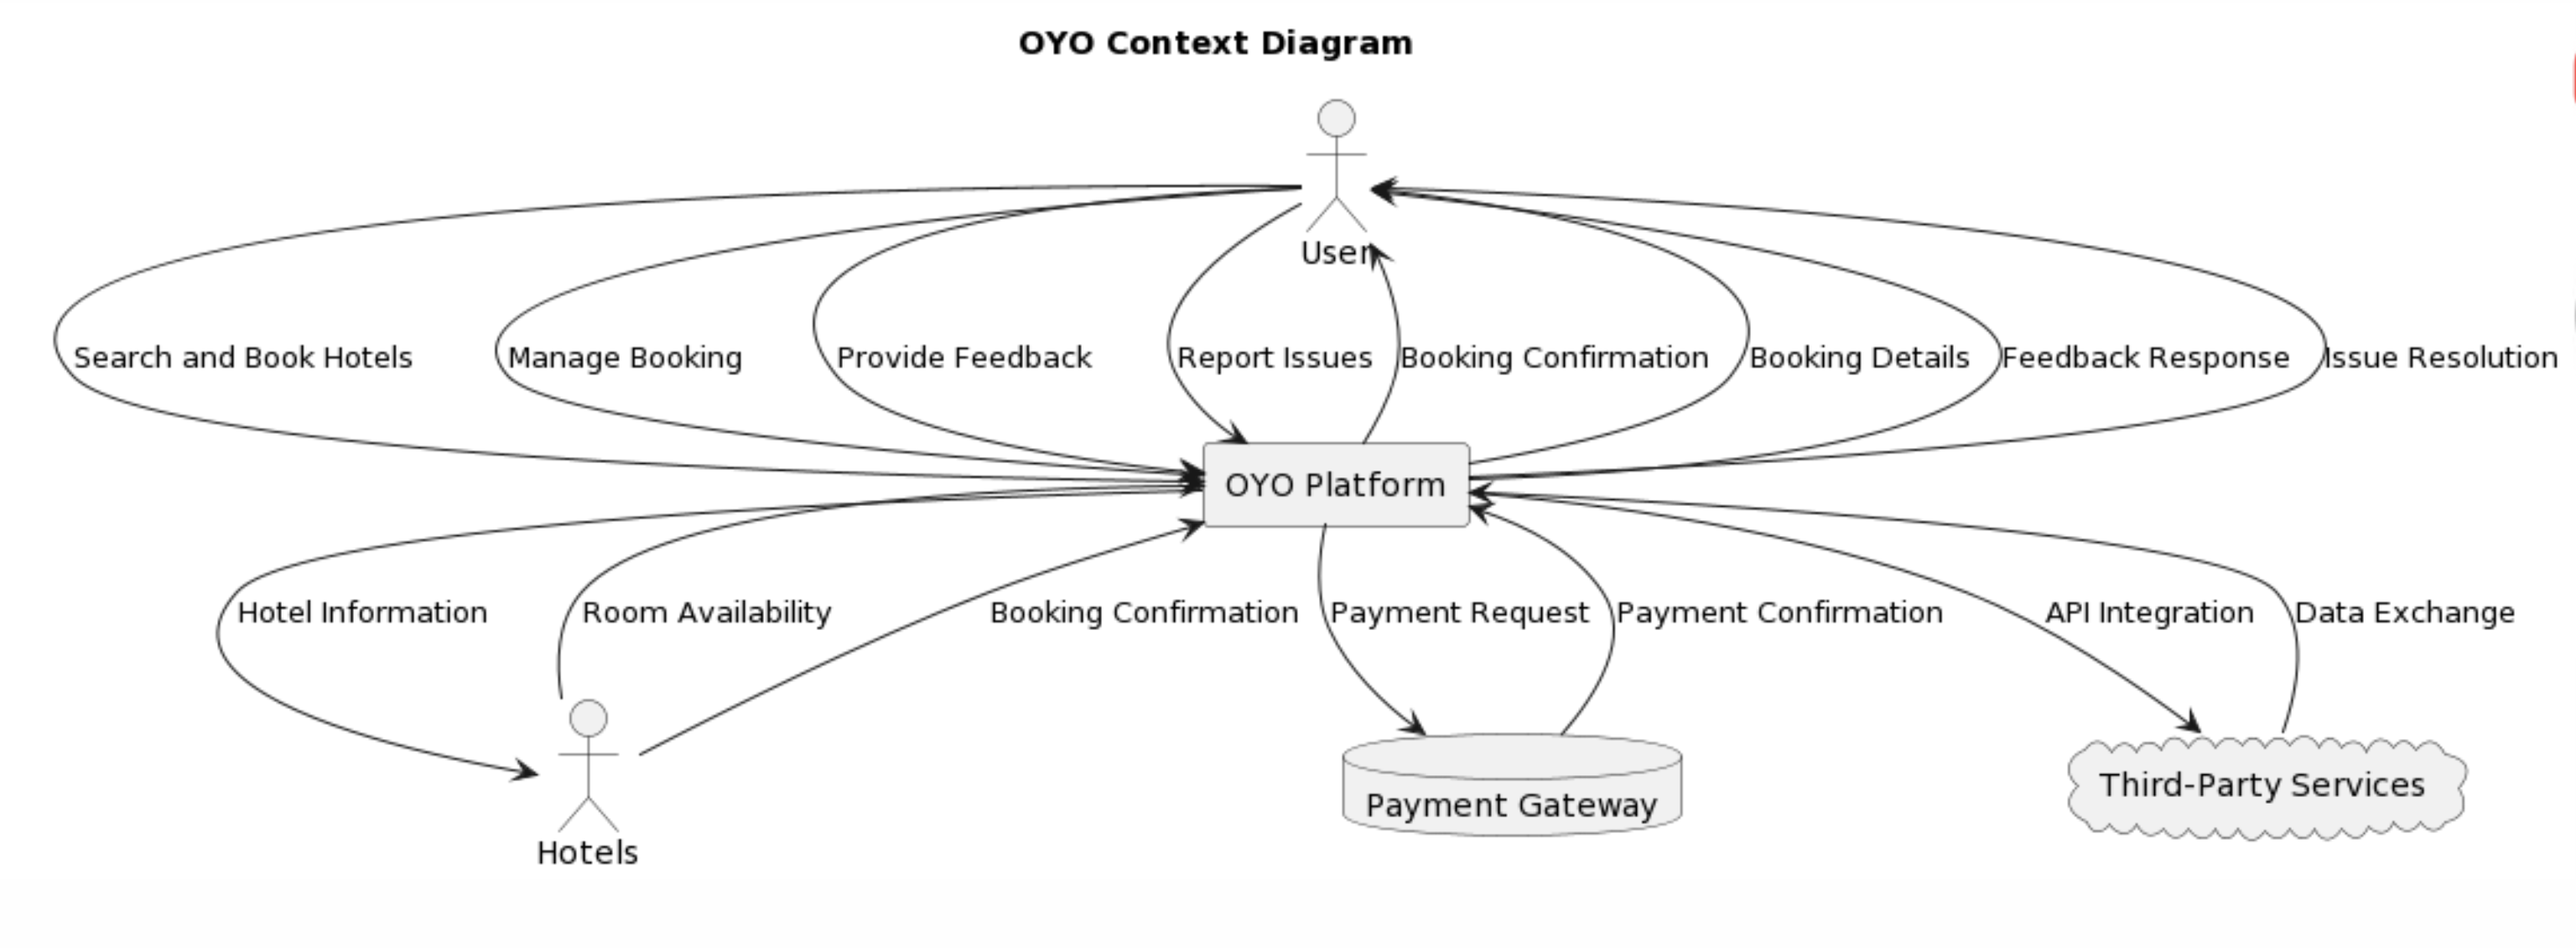 OYO Context Diagram
User
Search and Book Hotels
Manage Booking
Provide Feedback
Report Issues
Booking Confirmation
Booking Details
Feedback Response
Issue Resolution
OYO Platform
Hotel Information
Room Availability
Booking Confirmation
Payment Request
Payment Confirmation
API Integration
Data Exchange
Hotels
Payment Gateway
Third-Party Services